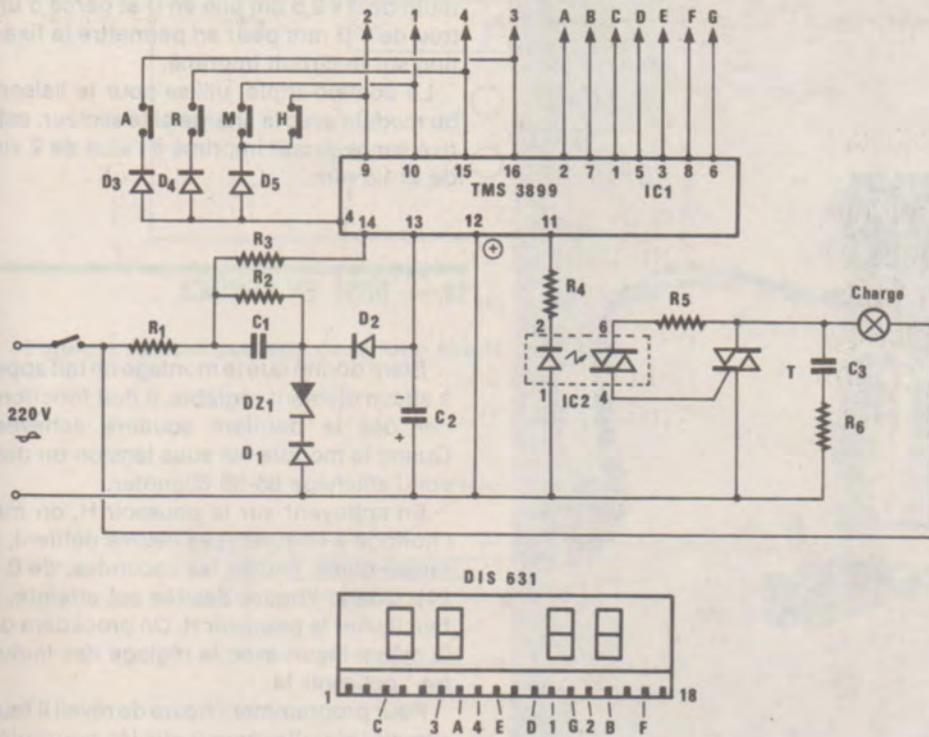 2 1 4 3 A B C D E F G
A R M H
D3 D4 D5
9 10 15 16 2 7 1 5 3 8 6
TMS 3899 IC1
4 14 13 12 11
+
R3
R2
R1 C1 D2
R4
R5
Charge
2 6
1 4
IC2
T C3
R6
DZ1
D1
C2
+
220 V
DIS 631
1 18
C 3 A 4 E D 1 G 2 B F